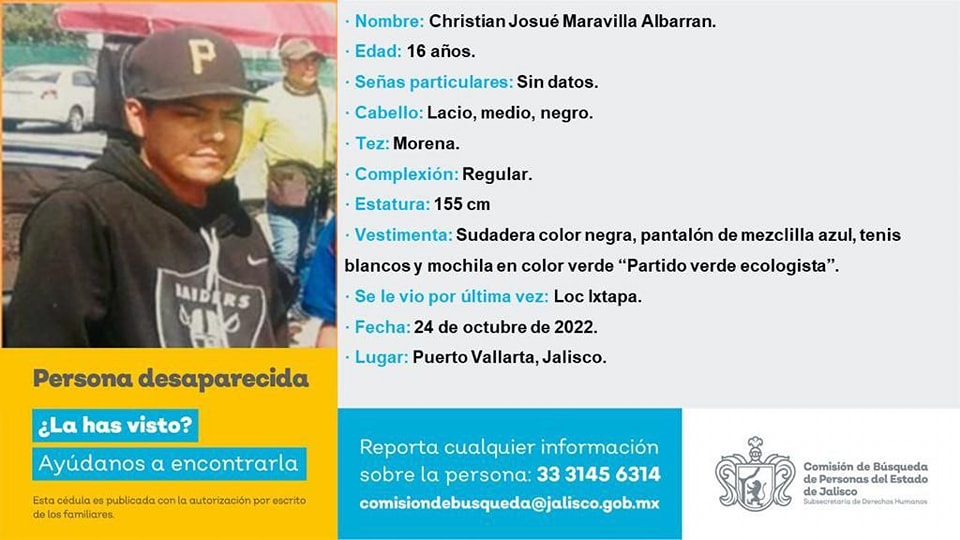 P
RAIDERS
· Nombre: Christian Josué Maravilla Albarran.
· Edad: 16 años.
· Señas particulares: Sin datos.
· Cabello: Lacio, medio, negro.
· Tez: Morena.
· Complexión: Regular.
· Estatura: 155 cm
· Vestimenta: Sudadera color negra, pantalón de mezclilla azul, tenis
blancos y mochila en color verde “Partido verde ecologista”.
· Se le vio por última vez: Loc Ixtapa.
· Fecha: 24 de octubre de 2022.
· Lugar: Puerto Vallarta, Jalisco.
Persona desaparecida
¿La has visto?
Ayúdanos a encontrarla
Esta cédula es publicada con la autorización por escrito
de los familiares.
Reporta cualquier información
sobre la persona: 33 3145 6314
comisiondebusqueda@jalisco.gob.mx
Comisión de Búsqueda
de Personas del Estado
de Jalisco
Subsecretaría de Derechos Humanos